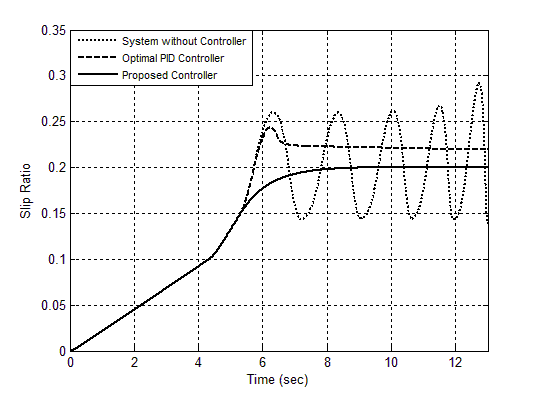 0.35
0.3
0.25
0.2
0.15
0.1
0.05
0
Slip Ratio
System without Controller
Optimal PID Controller
Proposed Controller
0 2 4 6 8 10 12
Time (sec)